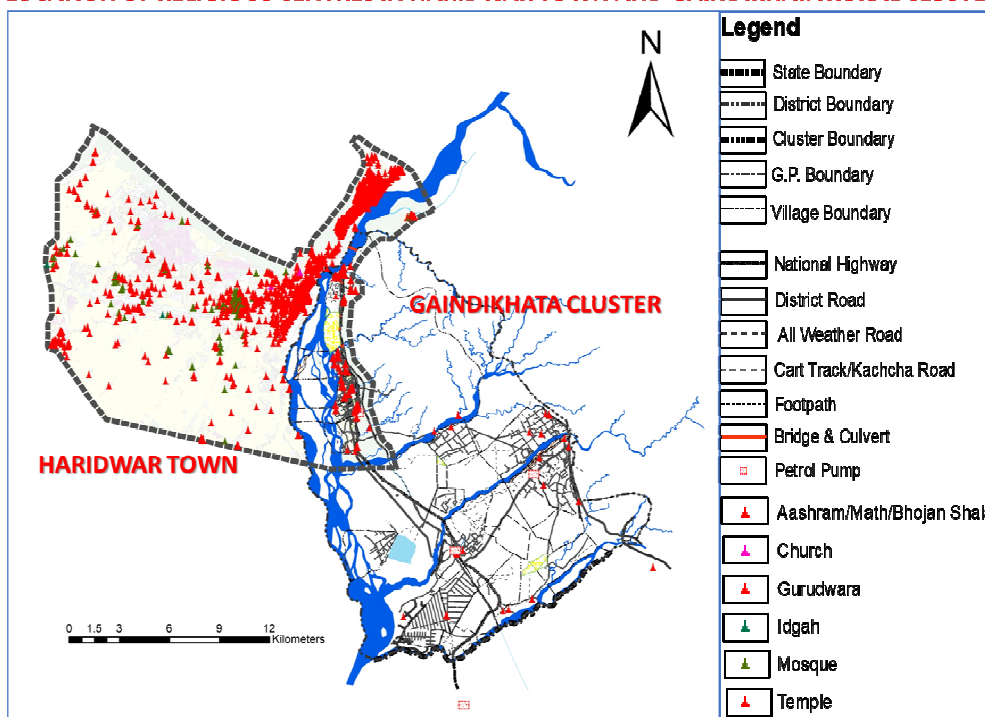 Legend
N
State Boundary
District Boundary
Cluster Boundary
G.P. Boundary
Village Boundary
National Highway
District Road
All Weather Road
Cart Track/Kachcha Road
Footpath
Bridge & Culvert
Petrol Pump
Aashram/Math/Bhojan Shal
Church
Gurudwara
Idgah
Mosque
Temple
GAINDIKHATA CLUSTER
HARIDWAR TOWN
0 1.5 3 6 9 12
Kilometers